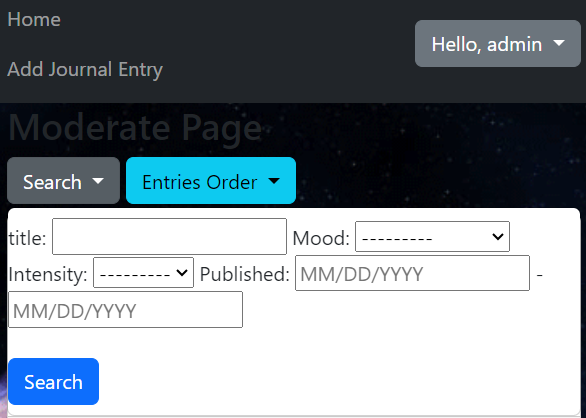 Home
Hello, admin
Add Journal Entry
Moderate Page
Search Entries Order
title: Mood: ---------
Intensity: --------- Published: MM/DD/YYYY -
MM/DD/YYYY
Search